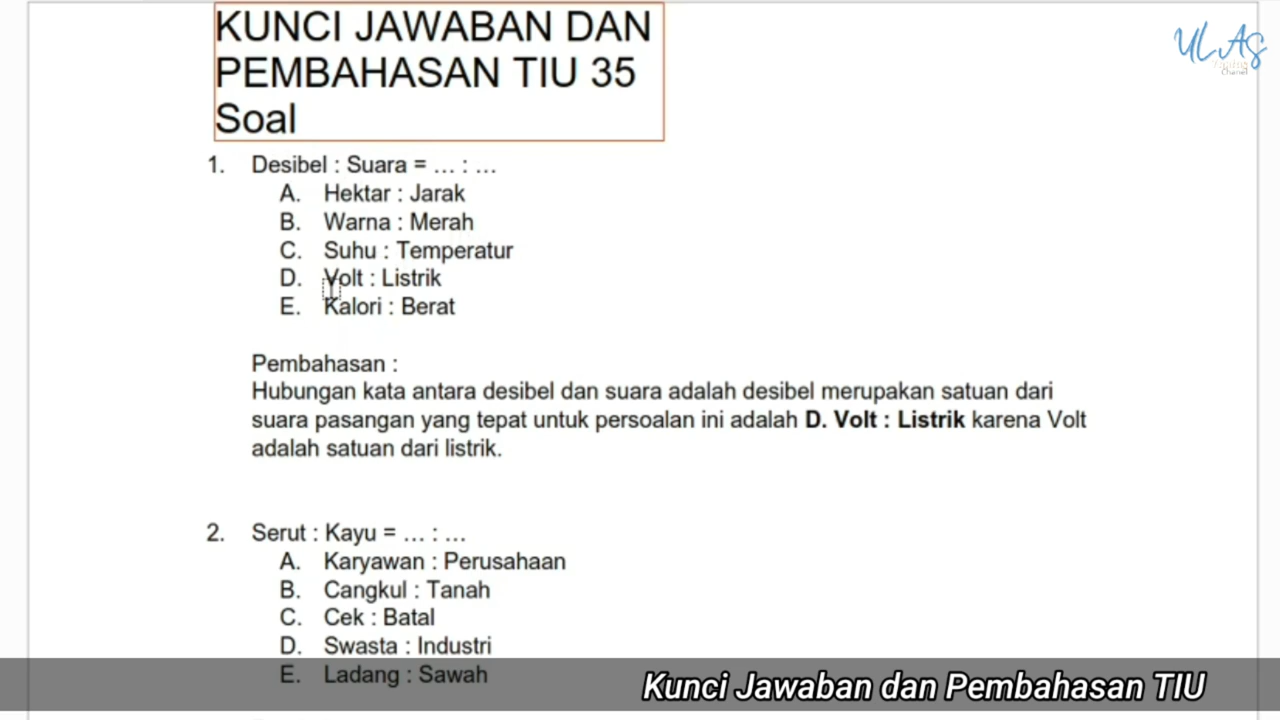 KUNCI JAWABAN DAN
PEMBAHASAN TIU 35
Soal
ULAS
Chanel
1. Desibel : Suara = ... : ...
A. Hektar : Jarak
B. Warna : Merah
C. Suhu : Temperatur
D. Volt : Listrik
E. Kalori : Berat
Pembahasan :
Hubungan kata antara desibel dan suara adalah desibel merupakan satuan dari
suara pasangan yang tepat untuk persoalan ini adalah D. Volt : Listrik karena Volt
adalah satuan dari listrik.
2. Serut : Kayu = ... : ...
A. Karyawan : Perusahaan
B. Cangkul : Tanah
C. Cek : Batal
D. Swasta : Industri
E. Ladang : Sawah
Kunci Jawaban dan Pembahasan TIU